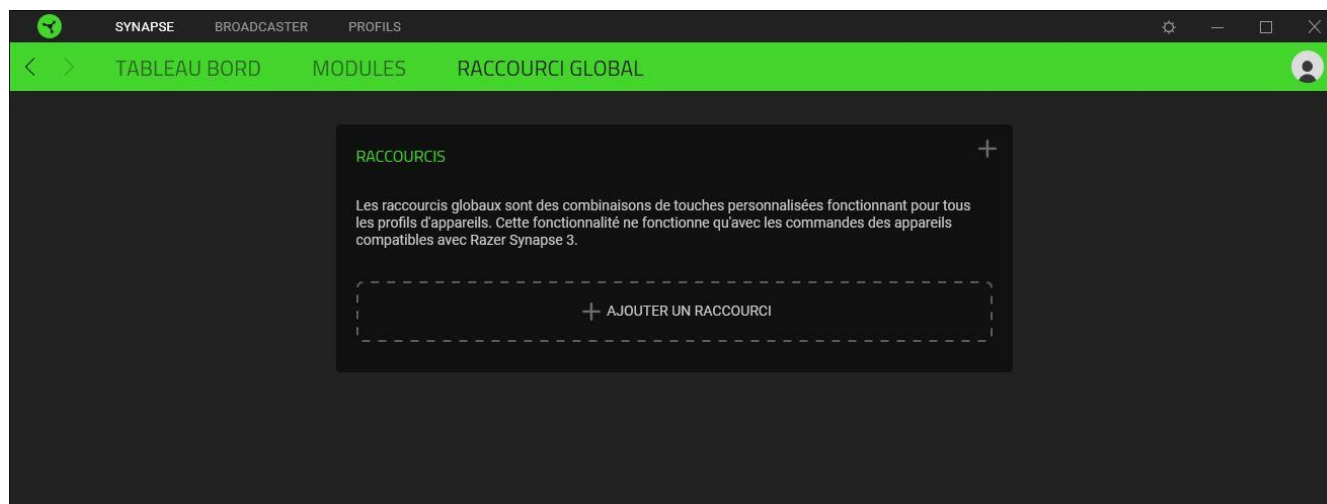 SYNAPSE BROADCASTER PROFILS
TABLEAU BORD MODULES RACCOURCI GLOBAL
RACCOURCIS
Les raccourcis globaux sont des combinaisons de touches personnalisées fonctionnant pour tous
les profils d'appareils. Cette fonctionnalité ne fonctionne qu'avec les commandes des appareils
compatibles avec Razer Synapse 3.
AJOUTER UN RACCOURCI